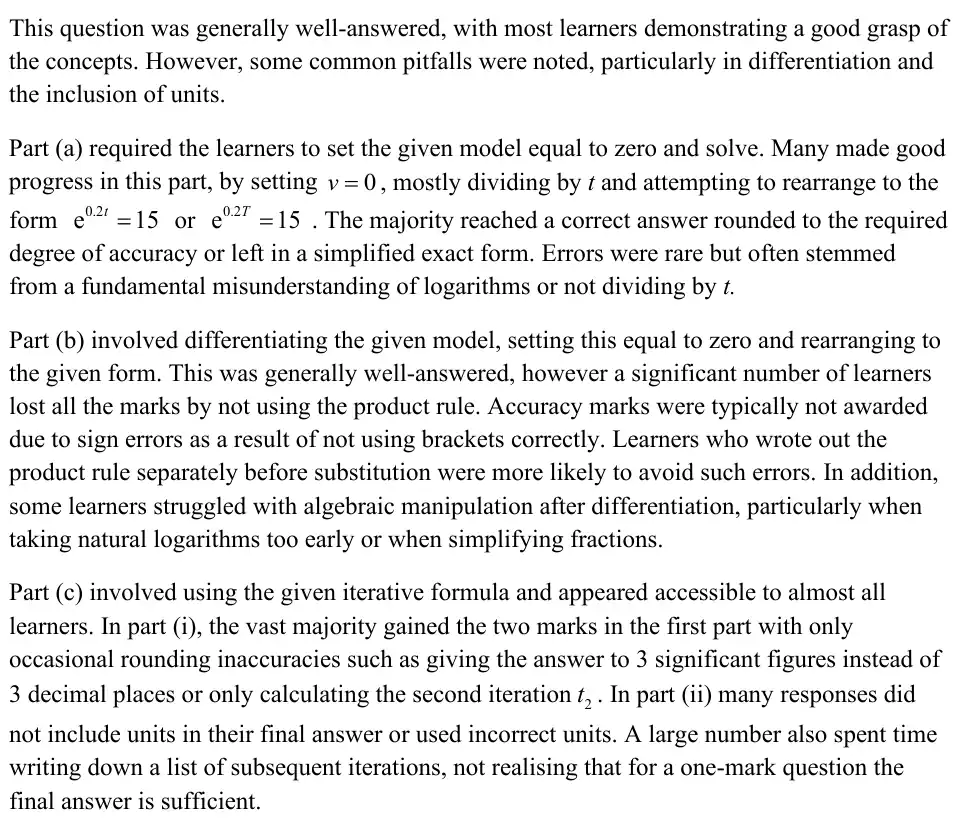 This question was generally well-answered, with most learners demonstrating a good grasp of
the concepts. However, some common pitfalls were noted, particularly in differentiation and
the inclusion of units.
Part (a) required the learners to set the given model equal to zero and solve. Many made good
progress in this part, by setting v = 0, mostly dividing by t and attempting to rearrange to the
form e^{0.2t} = 15 or e^{0.2T} = 15 . The majority reached a correct answer rounded to the required
degree of accuracy or left in a simplified exact form. Errors were rare but often stemmed
from a fundamental misunderstanding of logarithms or not dividing by t.
Part (b) involved differentiating the given model, setting this equal to zero and rearranging to
the given form. This was generally well-answered, however a significant number of learners
lost all the marks by not using the product rule. Accuracy marks were typically not awarded
due to sign errors as a result of not using brackets correctly. Learners who wrote out the
product rule separately before substitution were more likely to avoid such errors. In addition,
some learners struggled with algebraic manipulation after differentiation, particularly when
taking natural logarithms too early or when simplifying fractions.
Part (c) involved using the given iterative formula and appeared accessible to almost all
learners. In part (i), the vast majority gained the two marks in the first part with only
occasional rounding inaccuracies such as giving the answer to 3 significant figures instead of
3 decimal places or only calculating the second iteration t₂ . In part (ii) many responses did
not include units in their final answer or used incorrect units. A large number also spent time
writing down a list of subsequent iterations, not realising that for a one-mark question the
final answer is sufficient.